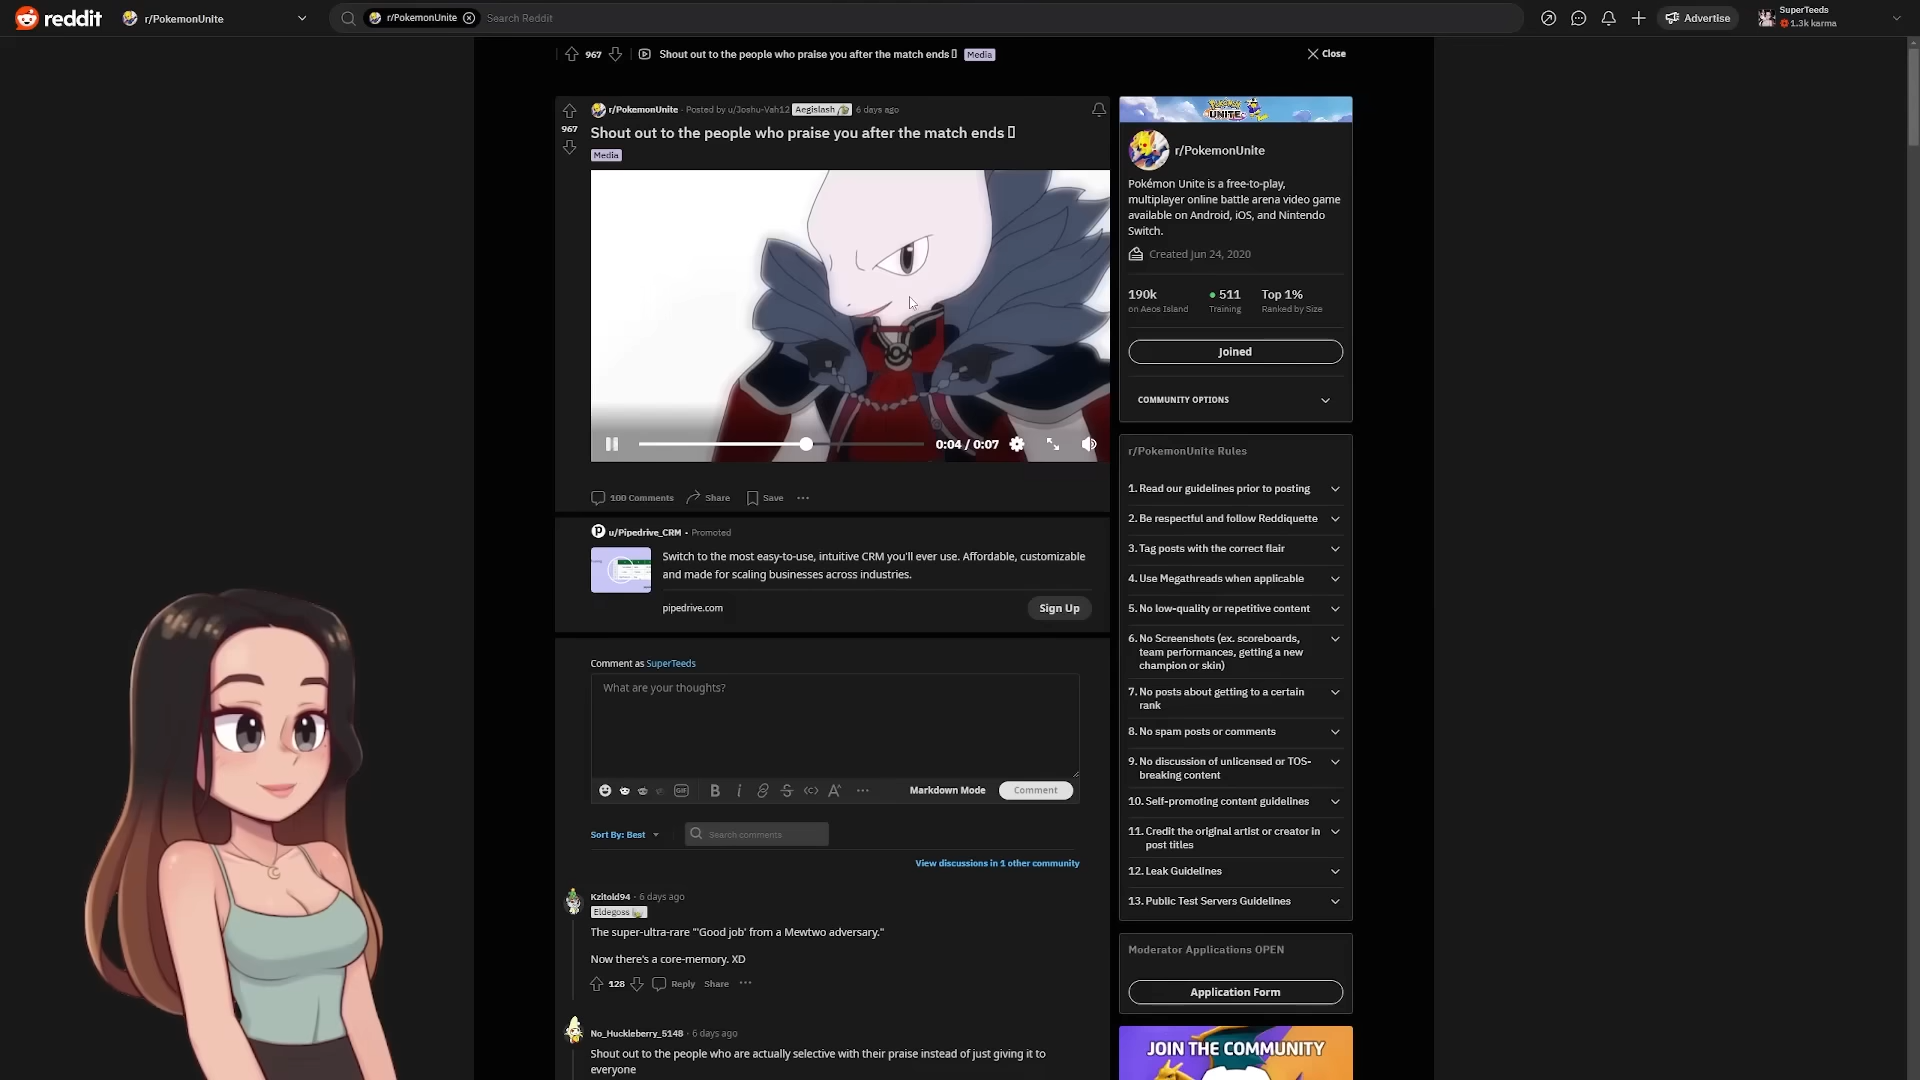 reddit
r/PokemonUnite
r/PokemonUnite
Search Reddit
Advertise
SuperTeeds
1.3k karma
967
Shout out to the people who praise you after the match ends
Media
Close
r/PokemonUnite · Posted by u/Joshu-Vah12 Aegislash 6 days ago
967
Shout out to the people who praise you after the match ends
Media
0:04 / 0:07
100 Comments
Share
Save
u/Pipedrive_CRM · Promoted
Switch to the most easy-to-use, intuitive CRM you'll ever use. Affordable, customizable
and made for scaling businesses across industries.
pipedrive.com
Sign Up
Comment as SuperTeeds
What are your thoughts?
GIF
Markdown Mode
Comment
Sort By: Best
Search comments
View discussions in 1 other community
Kzitold94 · 6 days ago
Eldegoss
The super-ultra-rare "'Good job' from a Mewtwo adversary."
Now there's a core-memory. XD
128
Reply
Share
No_Huckleberry_5148 · 6 days ago
Shout out to the people who are actually selective with their praise instead of just giving it to
everyone
UNITE
r/PokemonUnite
Pokémon Unite is a free-to-play,
multiplayer online battle arena video game
available on Android, iOS, and Nintendo
Switch.
Created Jun 24, 2020
190k
511
Top 1%
on Aeos Island
Training
Ranked by Size
Joined
COMMUNITY OPTIONS
r/PokemonUnite Rules
1. Read our guidelines prior to posting
2. Be respectful and follow Reddiquette
3. Tag posts with the correct flair
4. Use Megathreads when applicable
5. No low-quality or repetitive content
6. No Screenshots (ex. scoreboards,
team performances, getting a new
champion or skin)
7. No posts about getting to a certain
rank
8. No spam posts or comments
9. No discussion of unlicensed or TOS-
breaking content
10. Self-promoting content guidelines
11. Credit the original artist or creator in
post titles
12. Leak Guidelines
13. Public Test Servers Guidelines
Moderator Applications OPEN
Application Form
JOIN THE COMMUNITY